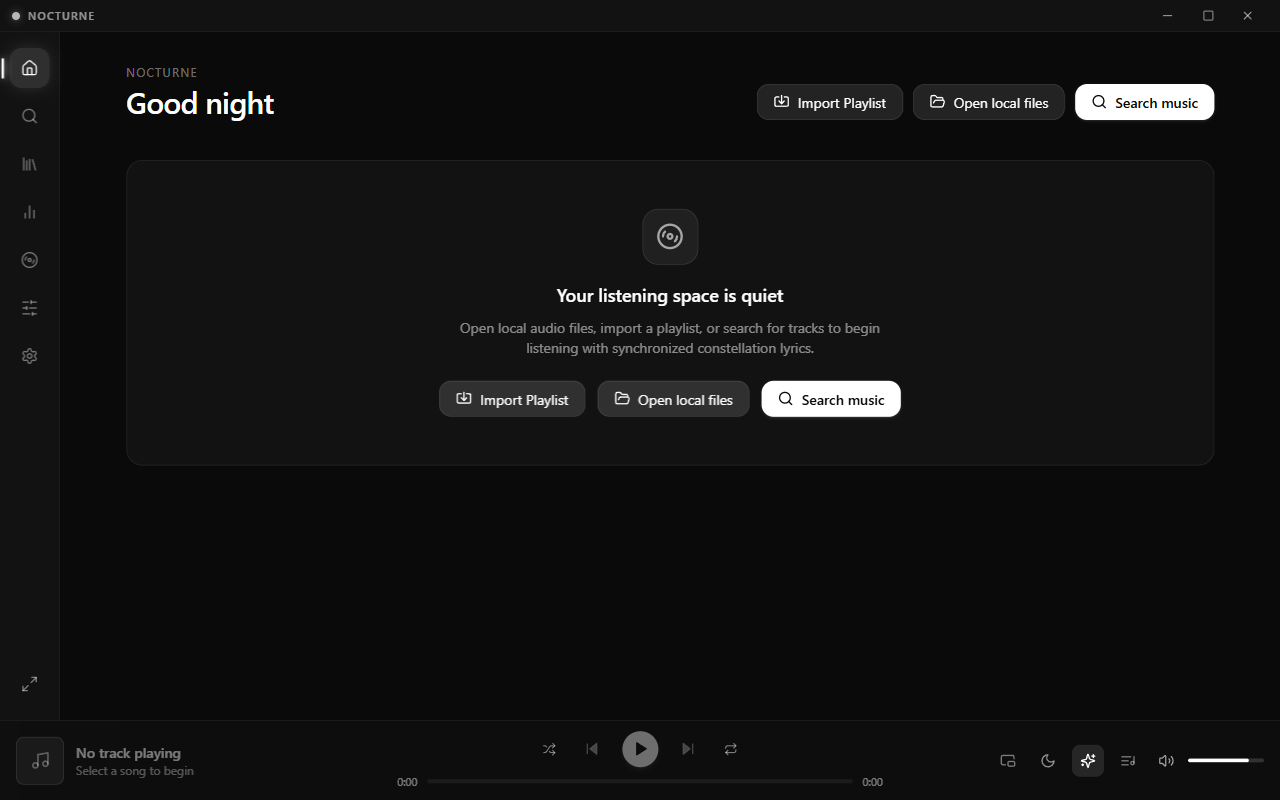 NOCTURNE
NOCTURNE
Good night
Import Playlist
Open local files
Search music
Your listening space is quiet
Open local audio files, import a playlist, or search for tracks to begin
listening with synchronized constellation lyrics.
Import Playlist
Open local files
Search music
No track playing
Select a song to begin
0:00
0:00